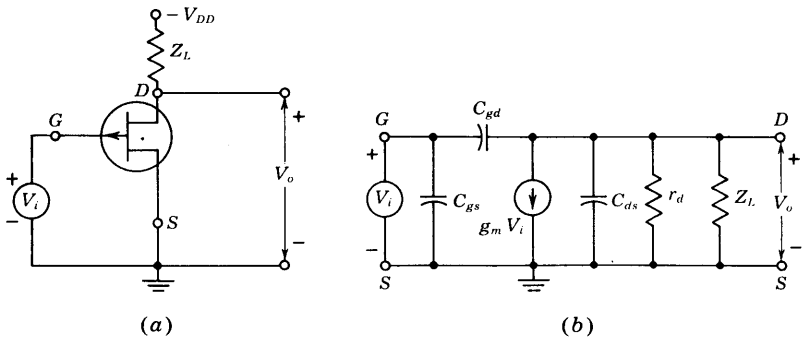 − V_DD
Z_L
D
G
+
V_i
−
S
+
V_o
−
(a)
G
C_gd
D
+
V_i
−
C_gs
g_m V_i
C_ds
r_d
Z_L
+
V_o
−
S
S
(b)